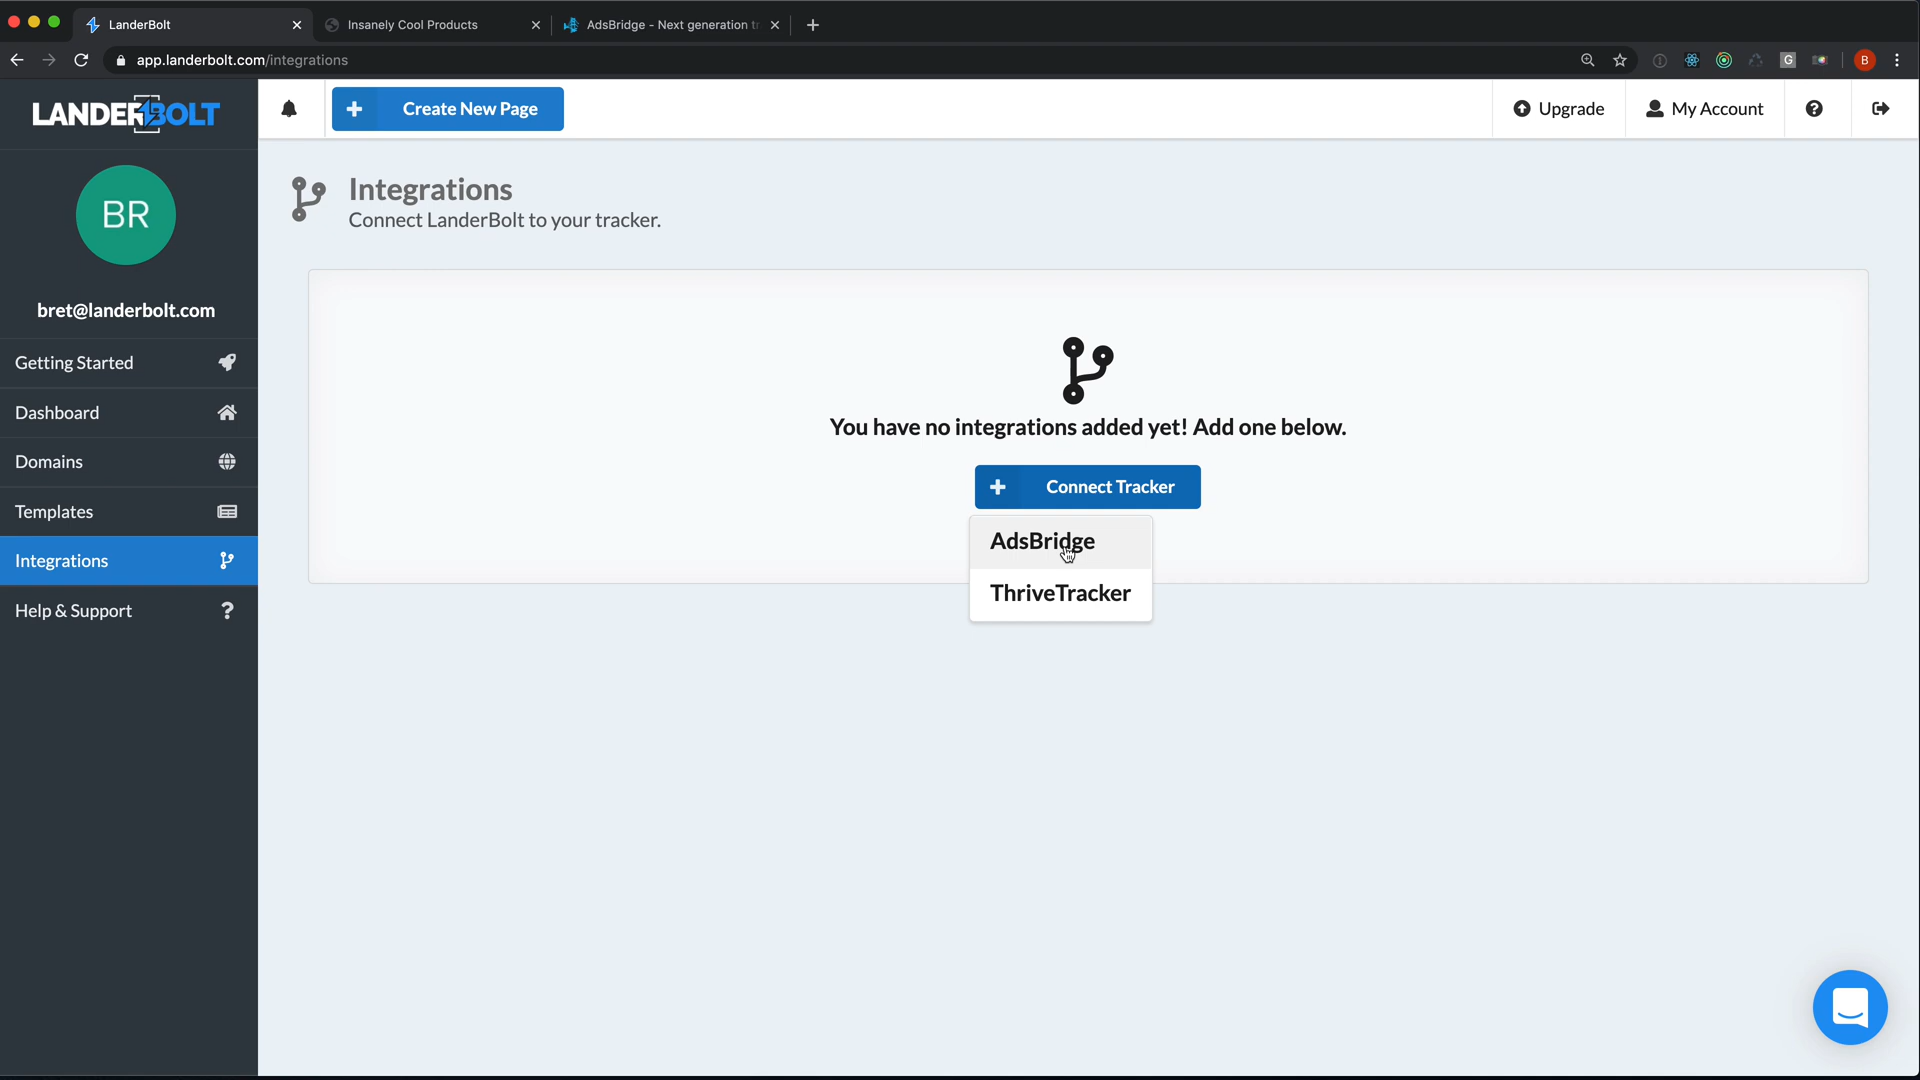 LanderBolt
Insanely Cool Products
AdsBridge - Next generation
app.landerbolt.com/integrations
G
B
LANDERBOLT
Create New Page
Upgrade
My Account
BR
bret@landerbolt.com
Getting Started
Dashboard
Domains
Templates
Integrations
Help & Support
Integrations
Connect LanderBolt to your tracker.
You have no integrations added yet! Add one below.
Connect Tracker
AdsBridge
ThriveTracker